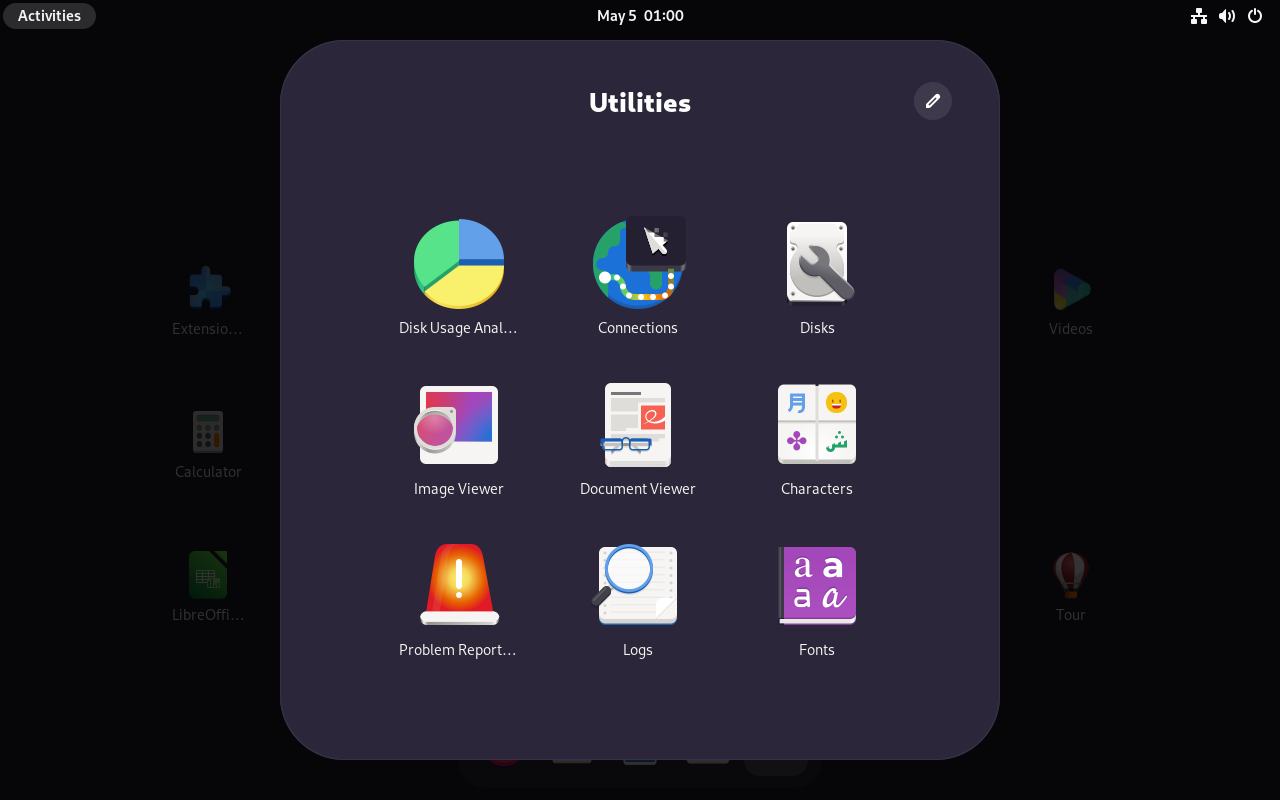 Activities
May 5 01:00
Utilities
Disk Usage Anal…
Connections
Disks
Extensio…
Videos
月
ش
Image Viewer
Document Viewer
Characters
Calculator
a a
a a
LibreOffi…
Tour
Problem Report…
Logs
Fonts